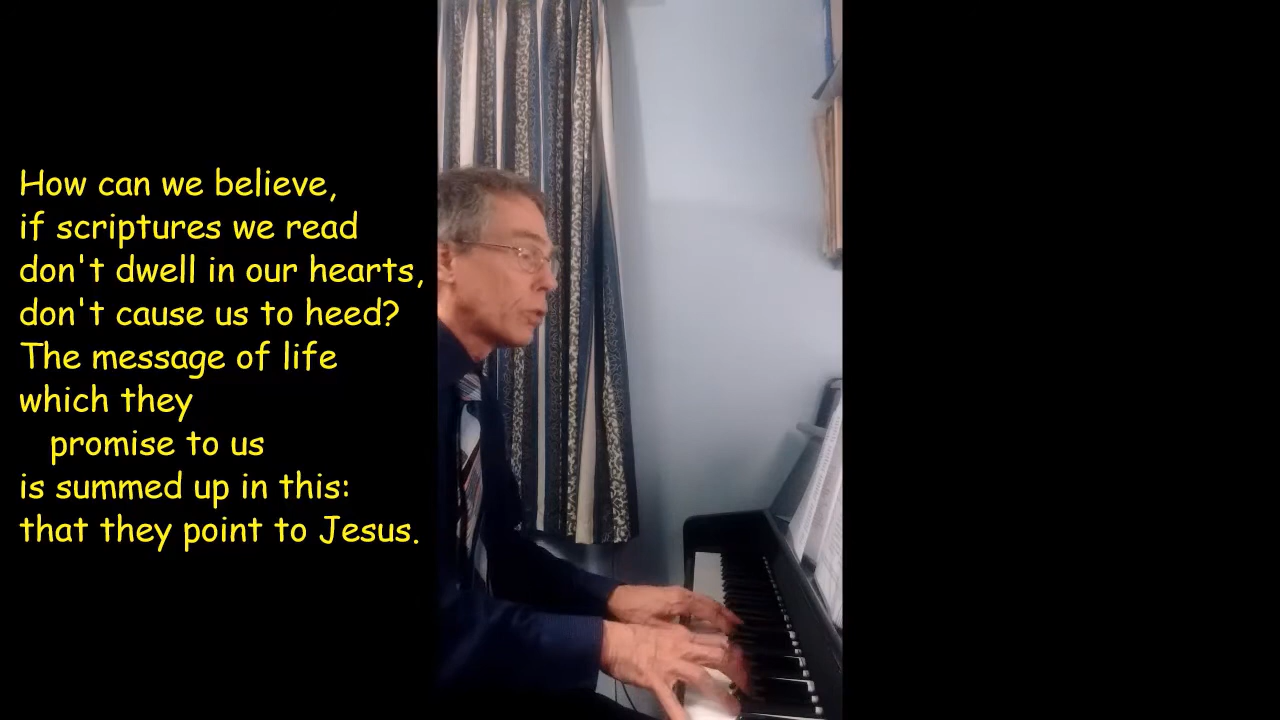 How can we believe,
if scriptures we read
don't dwell in our hearts,
don't cause us to heed?
The message of life
which they
promise to us
is summed up in this:
that they point to Jesus.